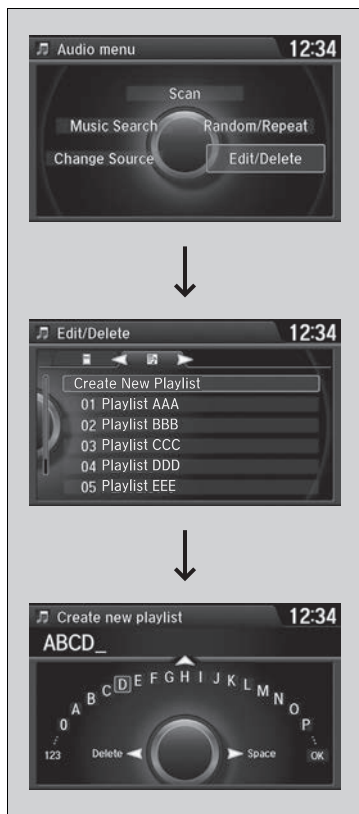 Audio menu 12:34
Scan
Music Search Random/Repeat
Change Source Edit/Delete
Edit/Delete 12:34
Create New Playlist
01 Playlist AAA
02 Playlist BBB
03 Playlist CCC
04 Playlist DDD
05 Playlist EEE
Create new playlist 12:34
ABCD_
0 A B C D E F G H I J K L M N O P
123 Delete Space OK